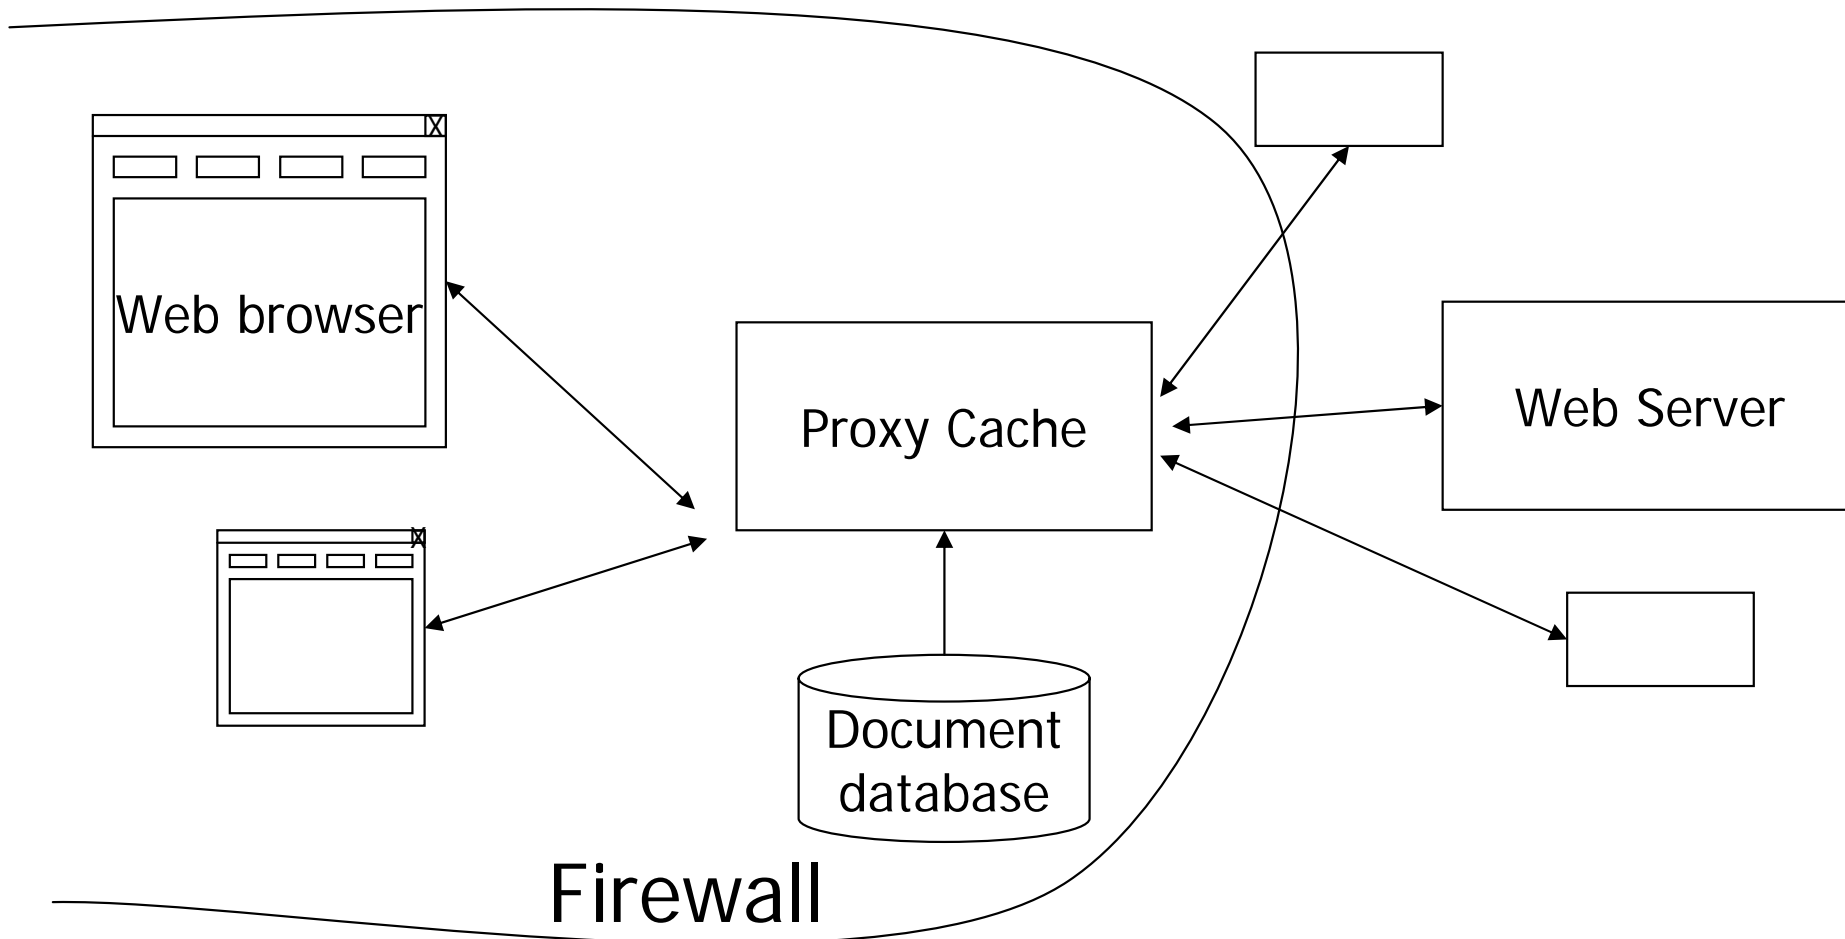 X
Web browser
Proxy Cache
Web Server
X
Document
database
Firewall